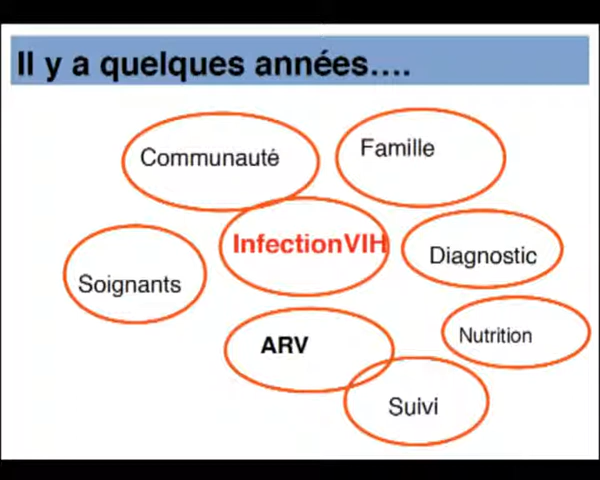 Il y a quelques années....
Communauté
Famille
InfectionVIH
Diagnostic
Soignants
Nutrition
ARV
Suivi